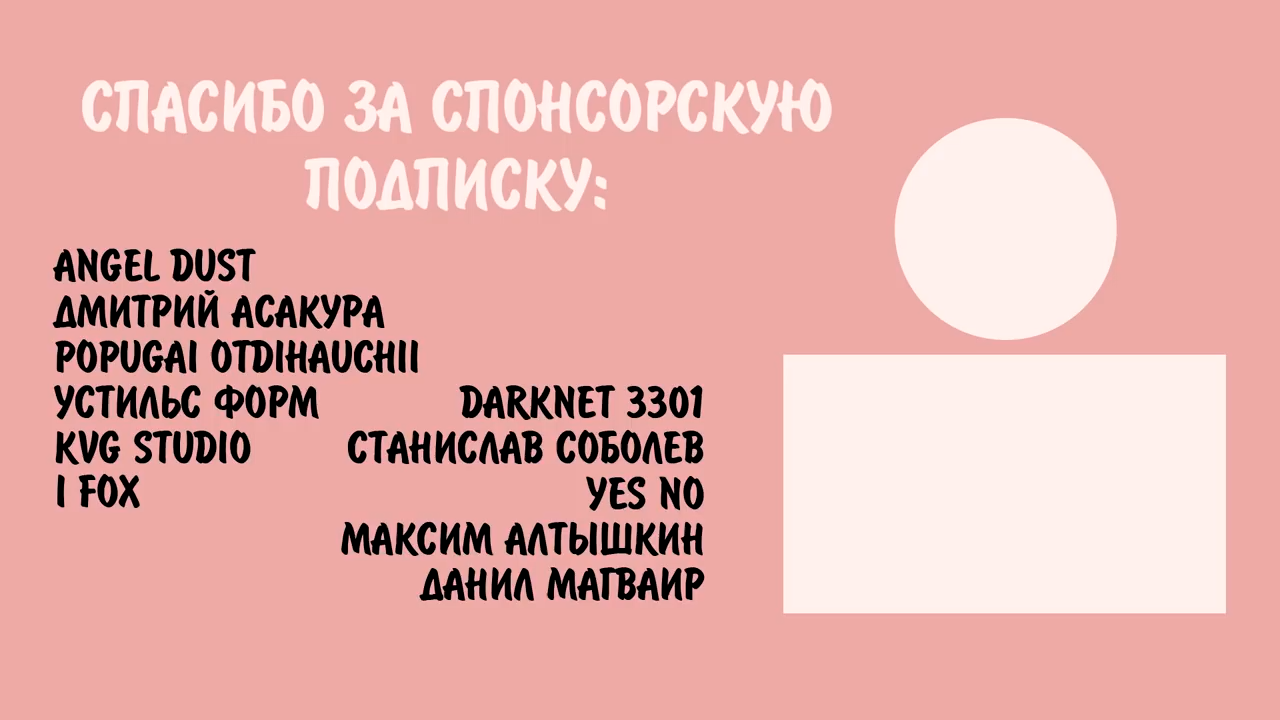 СПАСИБО ЗА СПОНСОРСКУЮ
ПОДПИСКУ:
ANGEL DUST
ДМИТРИЙ АСАКУРА
POPUGAI OTDIHAUCHII
УСТИЛЬС ФОРМ
KVG STUDIO
I FOX
DARKNET 3301
СТАНИСЛАВ СОБОЛЕВ
YES NO
МАКСИМ АЛТЫШКИН
ДАНИЛ МАГВАИР